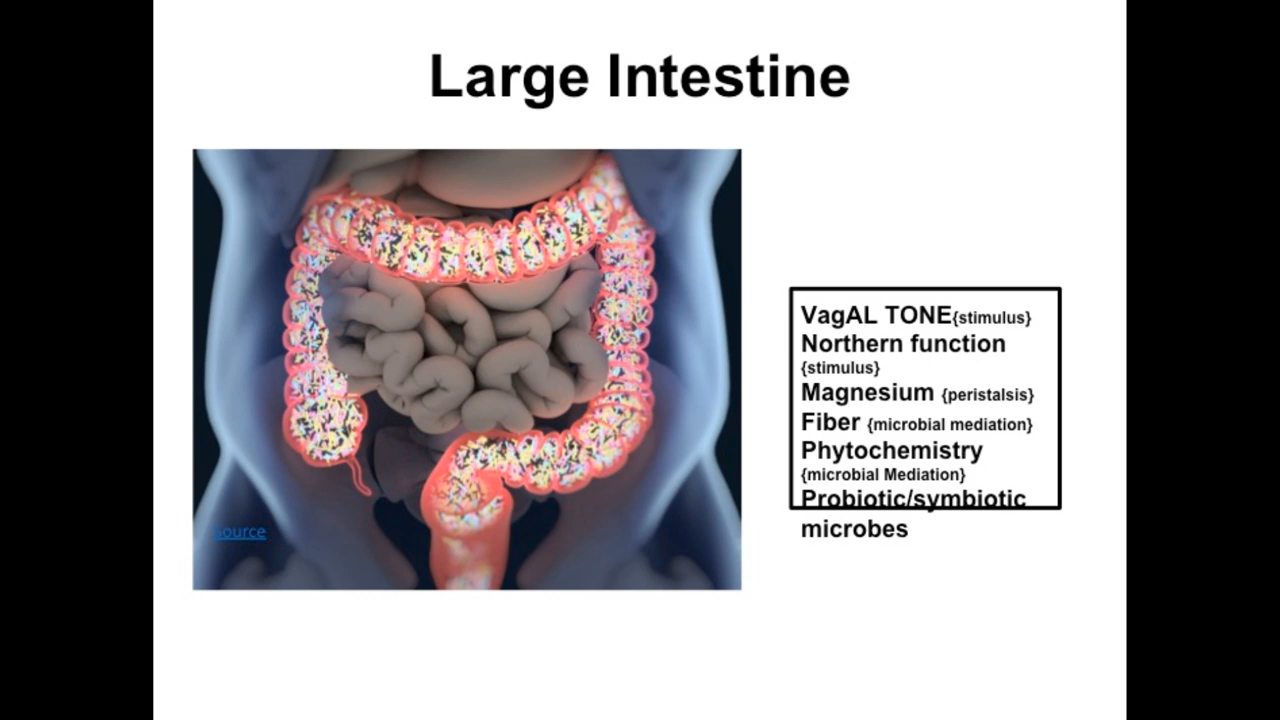 Large Intestine
Source
VagAL TONE{stimulus}
Northern function
{stimulus}
Magnesium {peristalsis}
Fiber {microbial mediation}
Phytochemistry
{microbial Mediation}
Probiotic/symbiotic
microbes